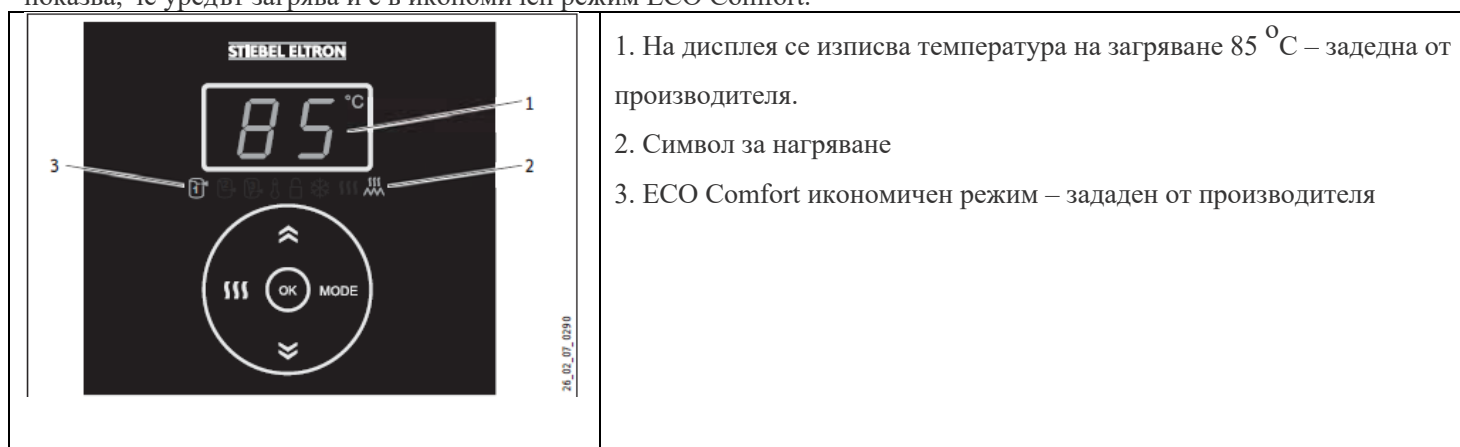 показва, че уредът загрява и е в икономичен режим ECO Comfort.
STIEBEL ELTRON
85 °C
1
3
2
OK
MODE
26_02_07_0290
1. На дисплея се изписва температура на загряване 85 °C – зададена от
производителя.
2. Символ за нагряване
3. ECO Comfort икономичен режим – зададен от производителя